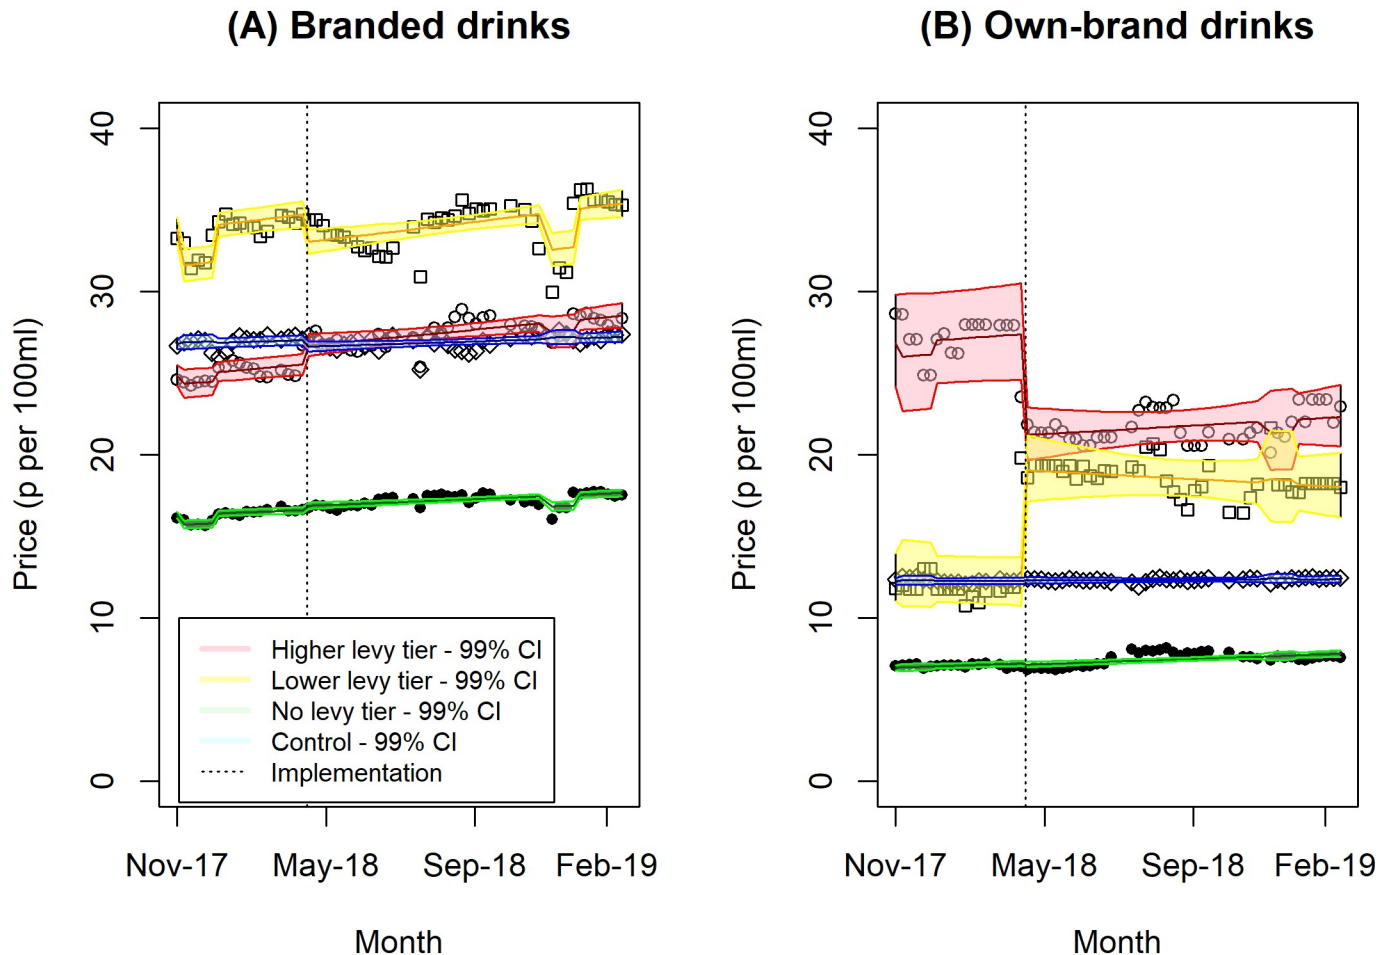 (A) Branded drinks
Price (p per 100ml)
40
30
20
10
0
Higher levy tier - 99% CI
Lower levy tier - 99% CI
No levy tier - 99% CI
Control - 99% CI
Implementation
Nov-17 May-18 Sep-18 Feb-19
Month
(B) Own-brand drinks
Price (p per 100ml)
40
30
20
10
0
Nov-17 May-18 Sep-18 Feb-19
Month